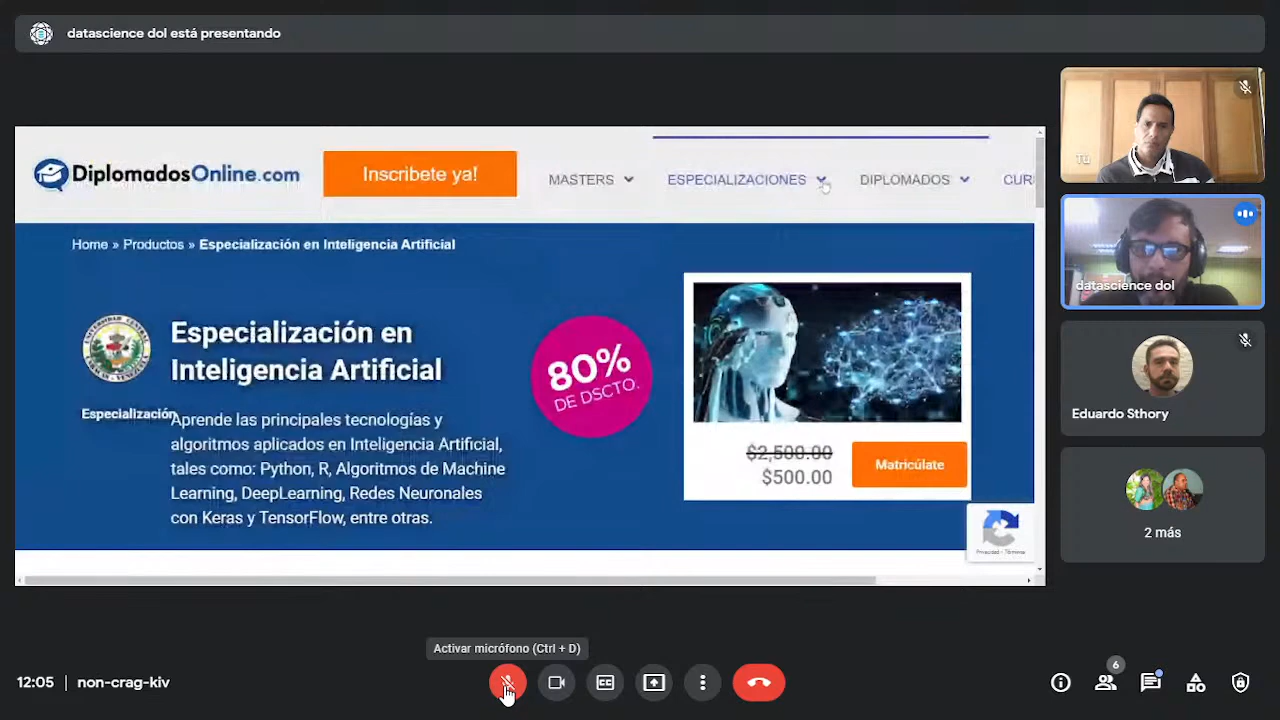 datascience dol está presentando
DiplomadosOnline.com
Inscribete ya!
MASTERS
ESPECIALIZACIONES
DIPLOMADOS
CUR
Home » Productos » Especialización en Inteligencia Artificial
Especialización en
Inteligencia Artificial
Especialización
Aprende las principales tecnologías y
algoritmos aplicados en Inteligencia Artificial,
tales como: Python, R, Algoritmos de Machine
Learning, DeepLearning, Redes Neuronales
con Keras y TensorFlow, entre otras.
80%
DE DSCTO.
$2,500.00
$500.00
Matricúlate
Privacidad - Términos
Tú
datascience dol
Eduardo Sthory
2 más
Activar micrófono (Ctrl + D)
12:05 | non-crag-kiv
CC
6